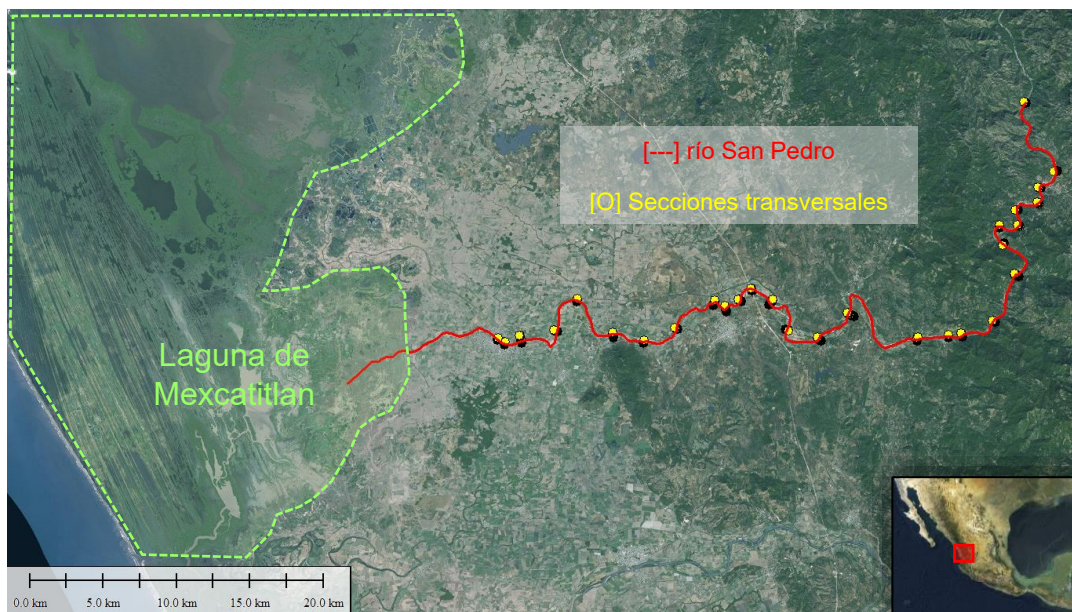 [---] río San Pedro
[O] Secciones transversales
Laguna de
Mexcatitlan
0.0 km 5.0 km 10.0 km 15.0 km 20.0 km